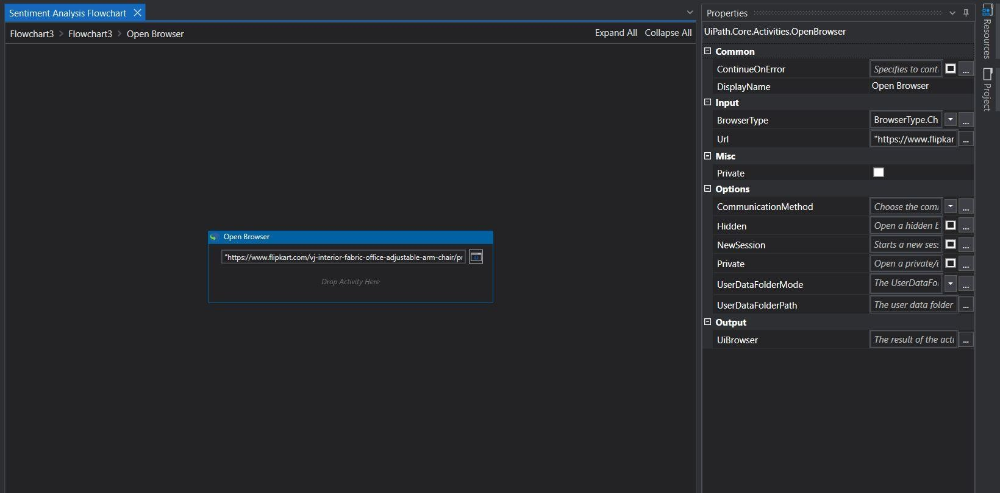 Sentiment Analysis Flowchart
Flowchart3 > Flowchart3 > Open Browser
Expand All Collapse All
Open Browser
"https://www.flipkart.com/vj-interior-fabric-office-adjustable-arm-chair/p
Drop Activity Here
Properties
UiPath.Core.Activities.OpenBrowser
Common
ContinueOnError Specifies to cont ...
DisplayName Open Browser
Input
BrowserType BrowserType.Ch ...
Url "https://www.flipkar ...
Misc
Private
Options
CommunicationMethod Choose the com ...
Hidden Open a hidden b ...
NewSession Starts a new ses ...
Private Open a private/i ...
UserDataFolderMode The UserDataFo ...
UserDataFolderPath The user data folder ...
Output
UiBrowser The result of the acti ...
Resources
Project